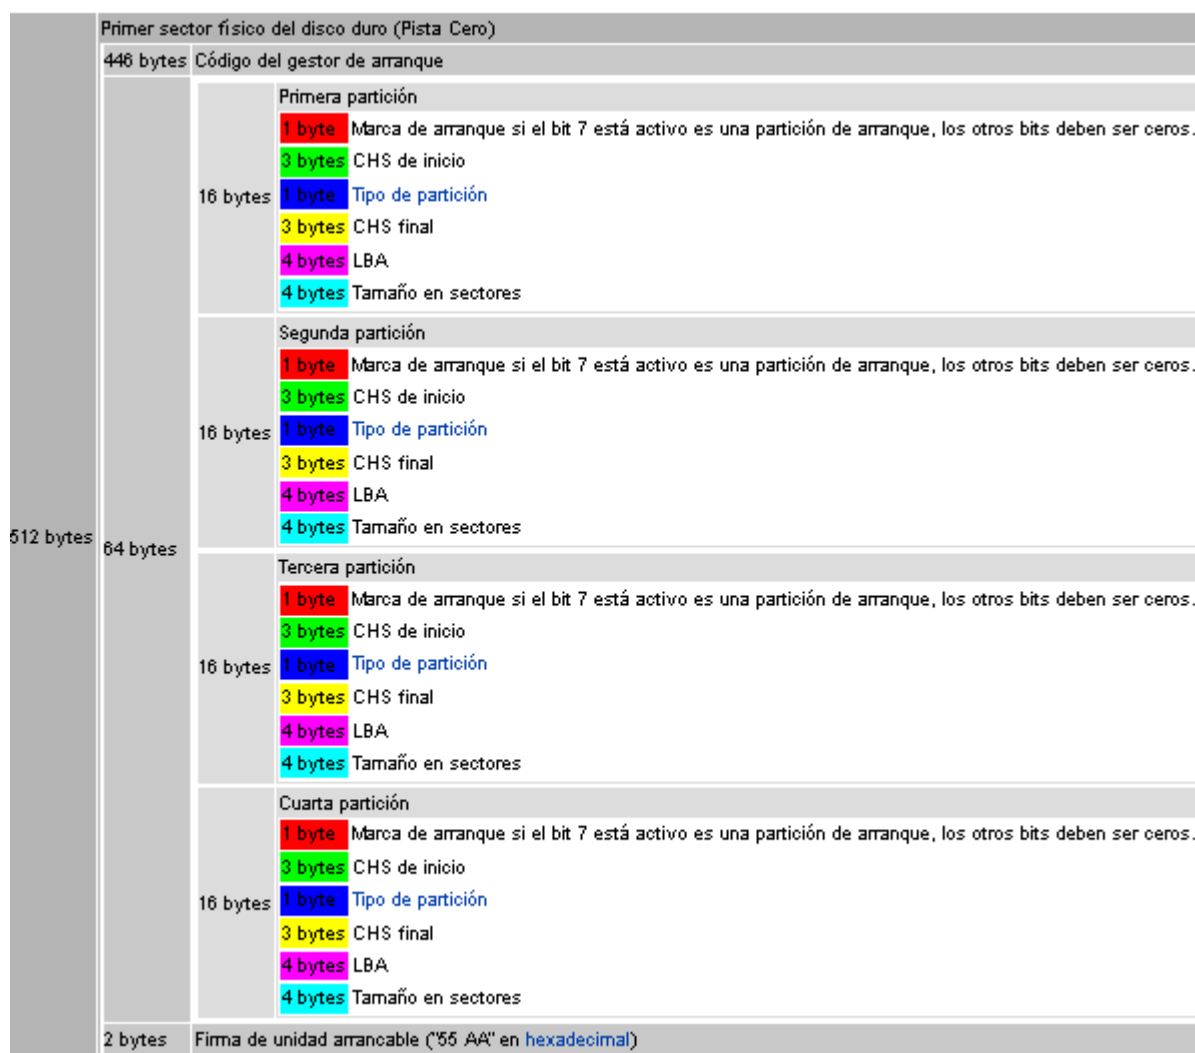 Primer sector físico del disco duro (Pista Cero)
446 bytes Código del gestor de arranque
Primera partición
1 byte Marca de arranque si el bit 7 está activo es una partición de arranque, los otros bits deben ser ceros.
3 bytes CHS de inicio
16 bytes 1 byte Tipo de partición
3 bytes CHS final
4 bytes LBA
4 bytes Tamaño en sectores
Segunda partición
1 byte Marca de arranque si el bit 7 está activo es una partición de arranque, los otros bits deben ser ceros.
3 bytes CHS de inicio
16 bytes 1 byte Tipo de partición
3 bytes CHS final
4 bytes LBA
4 bytes Tamaño en sectores
512 bytes 64 bytes
Tercera partición
1 byte Marca de arranque si el bit 7 está activo es una partición de arranque, los otros bits deben ser ceros.
3 bytes CHS de inicio
16 bytes 1 byte Tipo de partición
3 bytes CHS final
4 bytes LBA
4 bytes Tamaño en sectores
Cuarta partición
1 byte Marca de arranque si el bit 7 está activo es una partición de arranque, los otros bits deben ser ceros.
3 bytes CHS de inicio
16 bytes 1 byte Tipo de partición
3 bytes CHS final
4 bytes LBA
4 bytes Tamaño en sectores
2 bytes Firma de unidad arrancable ("55 AA" en hexadecimal)